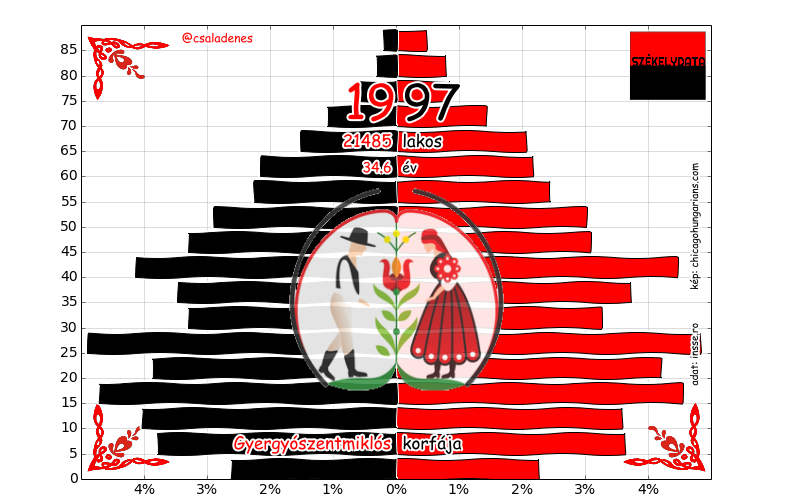 @csaladenes
SZÉKELYDATA
1997
21485 lakos
34.6 év
kép: chicagohungarians.com
adat: insse.ro
Gyergyószentmiklós korfája
85
80
75
70
65
60
55
50
45
40
35
30
25
20
15
10
5
0
4% 3% 2% 1% 0% 1% 2% 3% 4%